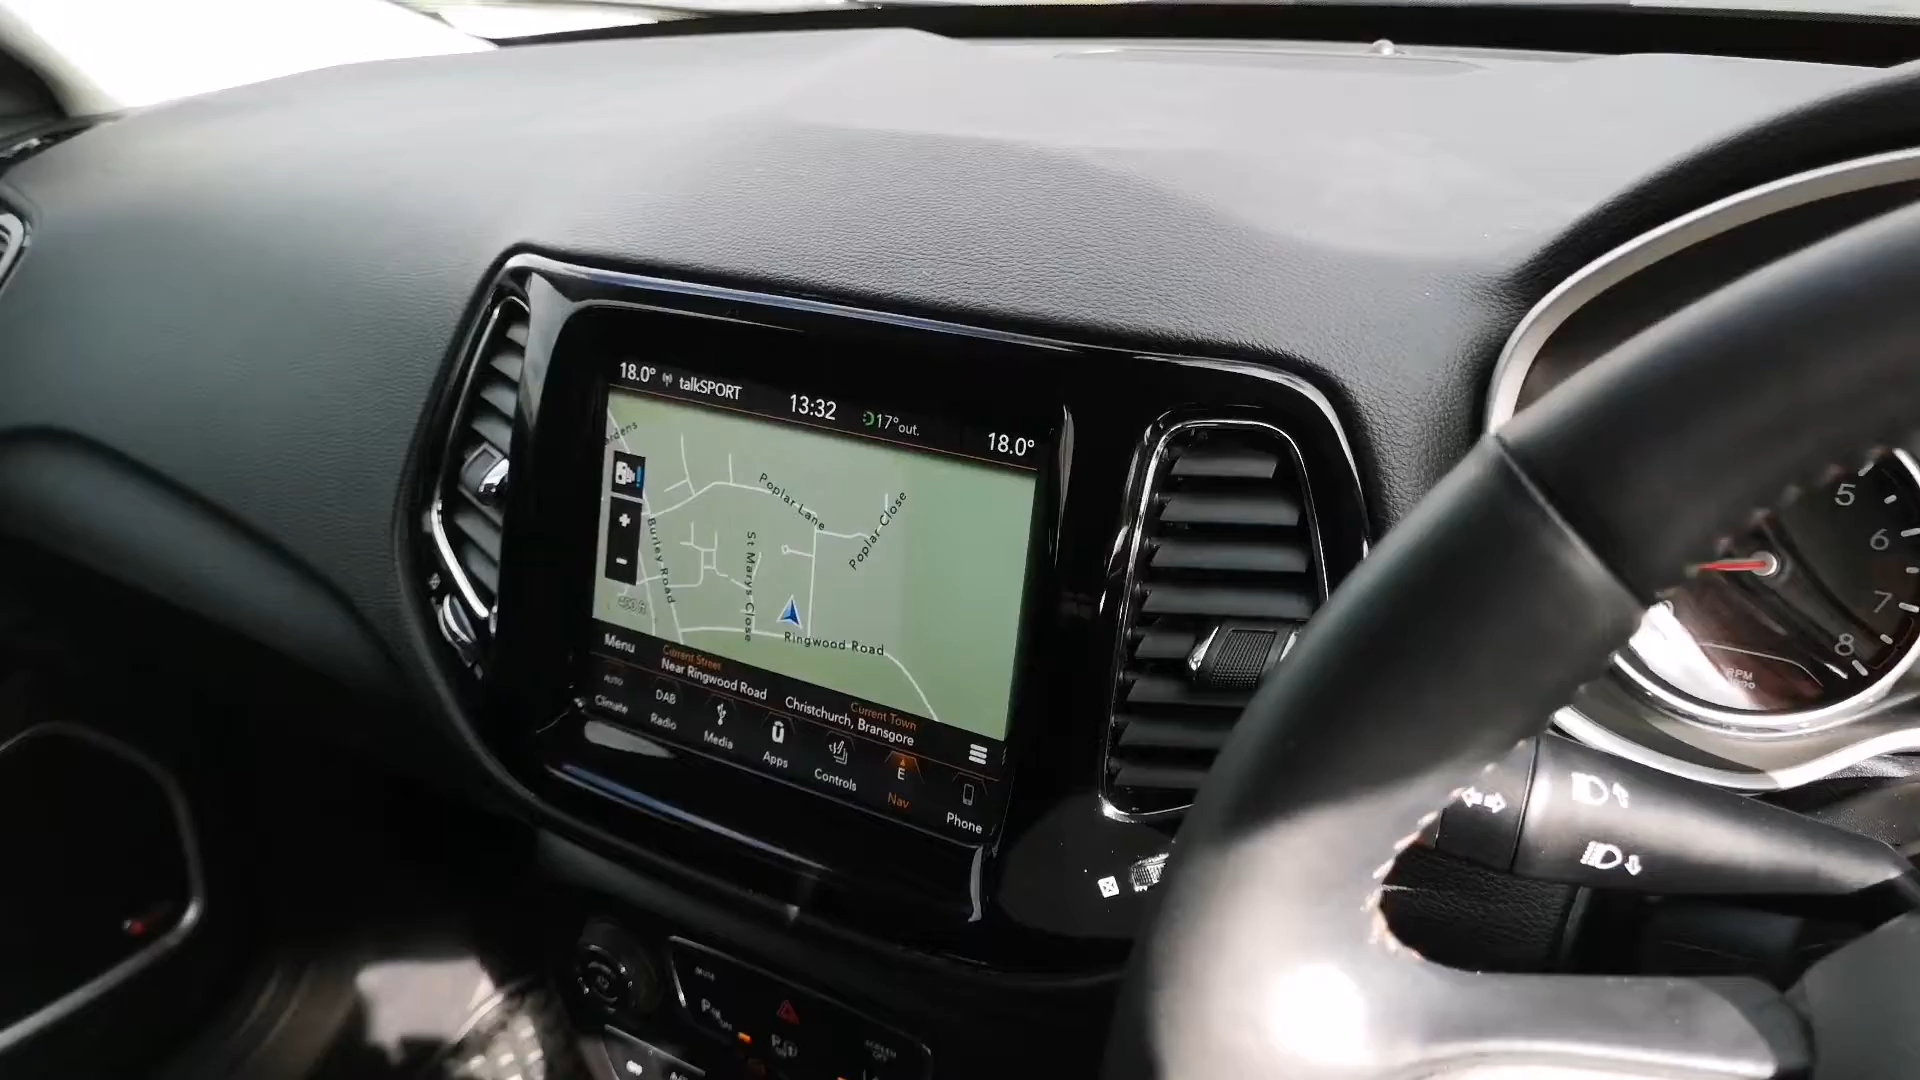 18.0° talkSPORT 13:32 17°out. 18.0°
Poplar Lane
Poplar Close
Burley Road
St Marys Close
Ringwood Road
Menu
Current Street
Near Ringwood Road
Current Town
Christchurch, Bransgore
AUTO
Climate
DAB
Radio
Media
Apps
Controls
E
Nav
Phone
5
6
7
8
RPM